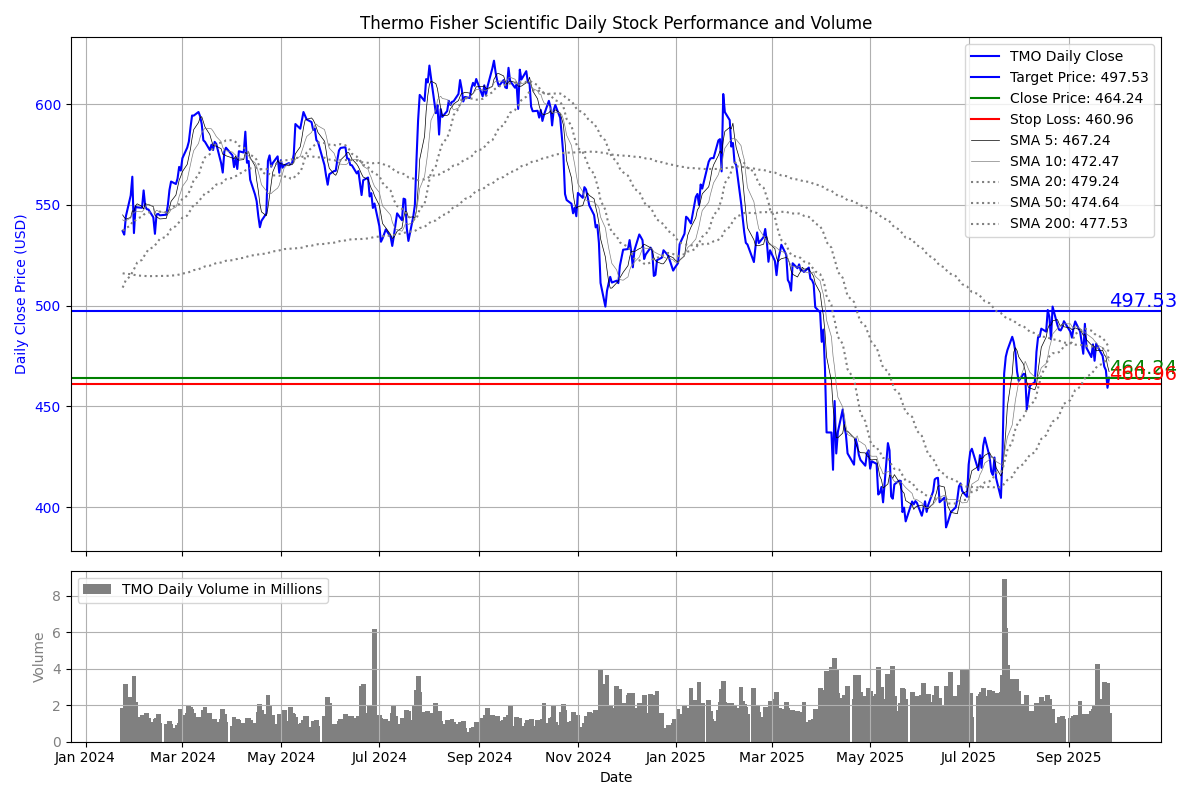 Thermo Fisher Scientific Daily Stock Performance and Volume
Daily Close Price (USD)
600
550
500
450
400
TMO Daily Close
Target Price: 497.53
Close Price: 464.24
Stop Loss: 460.96
SMA 5: 467.24
SMA 10: 472.47
SMA 20: 479.24
SMA 50: 474.64
SMA 200: 477.53
497.53
464.24
460.96
Volume
8
6
4
2
0
TMO Daily Volume in Millions
Jan 2024 Mar 2024 May 2024 Jul 2024 Sep 2024 Nov 2024 Jan 2025 Mar 2025 May 2025 Jul 2025 Sep 2025
Date